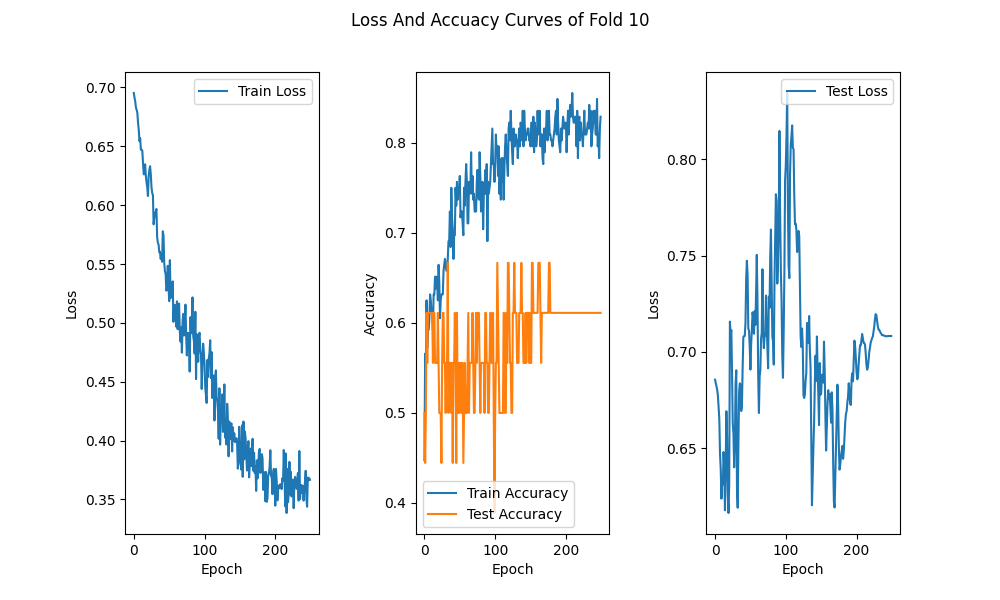 Loss And Accuacy Curves of Fold 10
Loss
0.70
0.65
0.60
0.55
0.50
0.45
0.40
0.35
Train Loss
0 100 200
Epoch
Accuracy
0.8
0.7
0.6
0.5
0.4
Train Accuracy
Test Accuracy
0 100 200
Epoch
Loss
0.80
0.75
0.70
0.65
Test Loss
0 100 200
Epoch